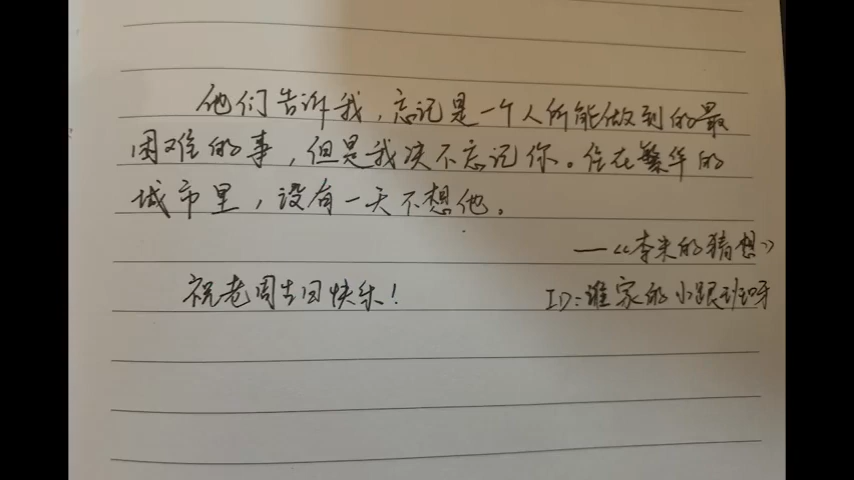 他们告诉我，忘记是一个人所能做到的最
困难的事，但是我决不忘记你。住在繁华的
城市里，没有一天不想他。
—《李米的猜想》
祝老周生日快乐！
ID：谁家的小跟班呀